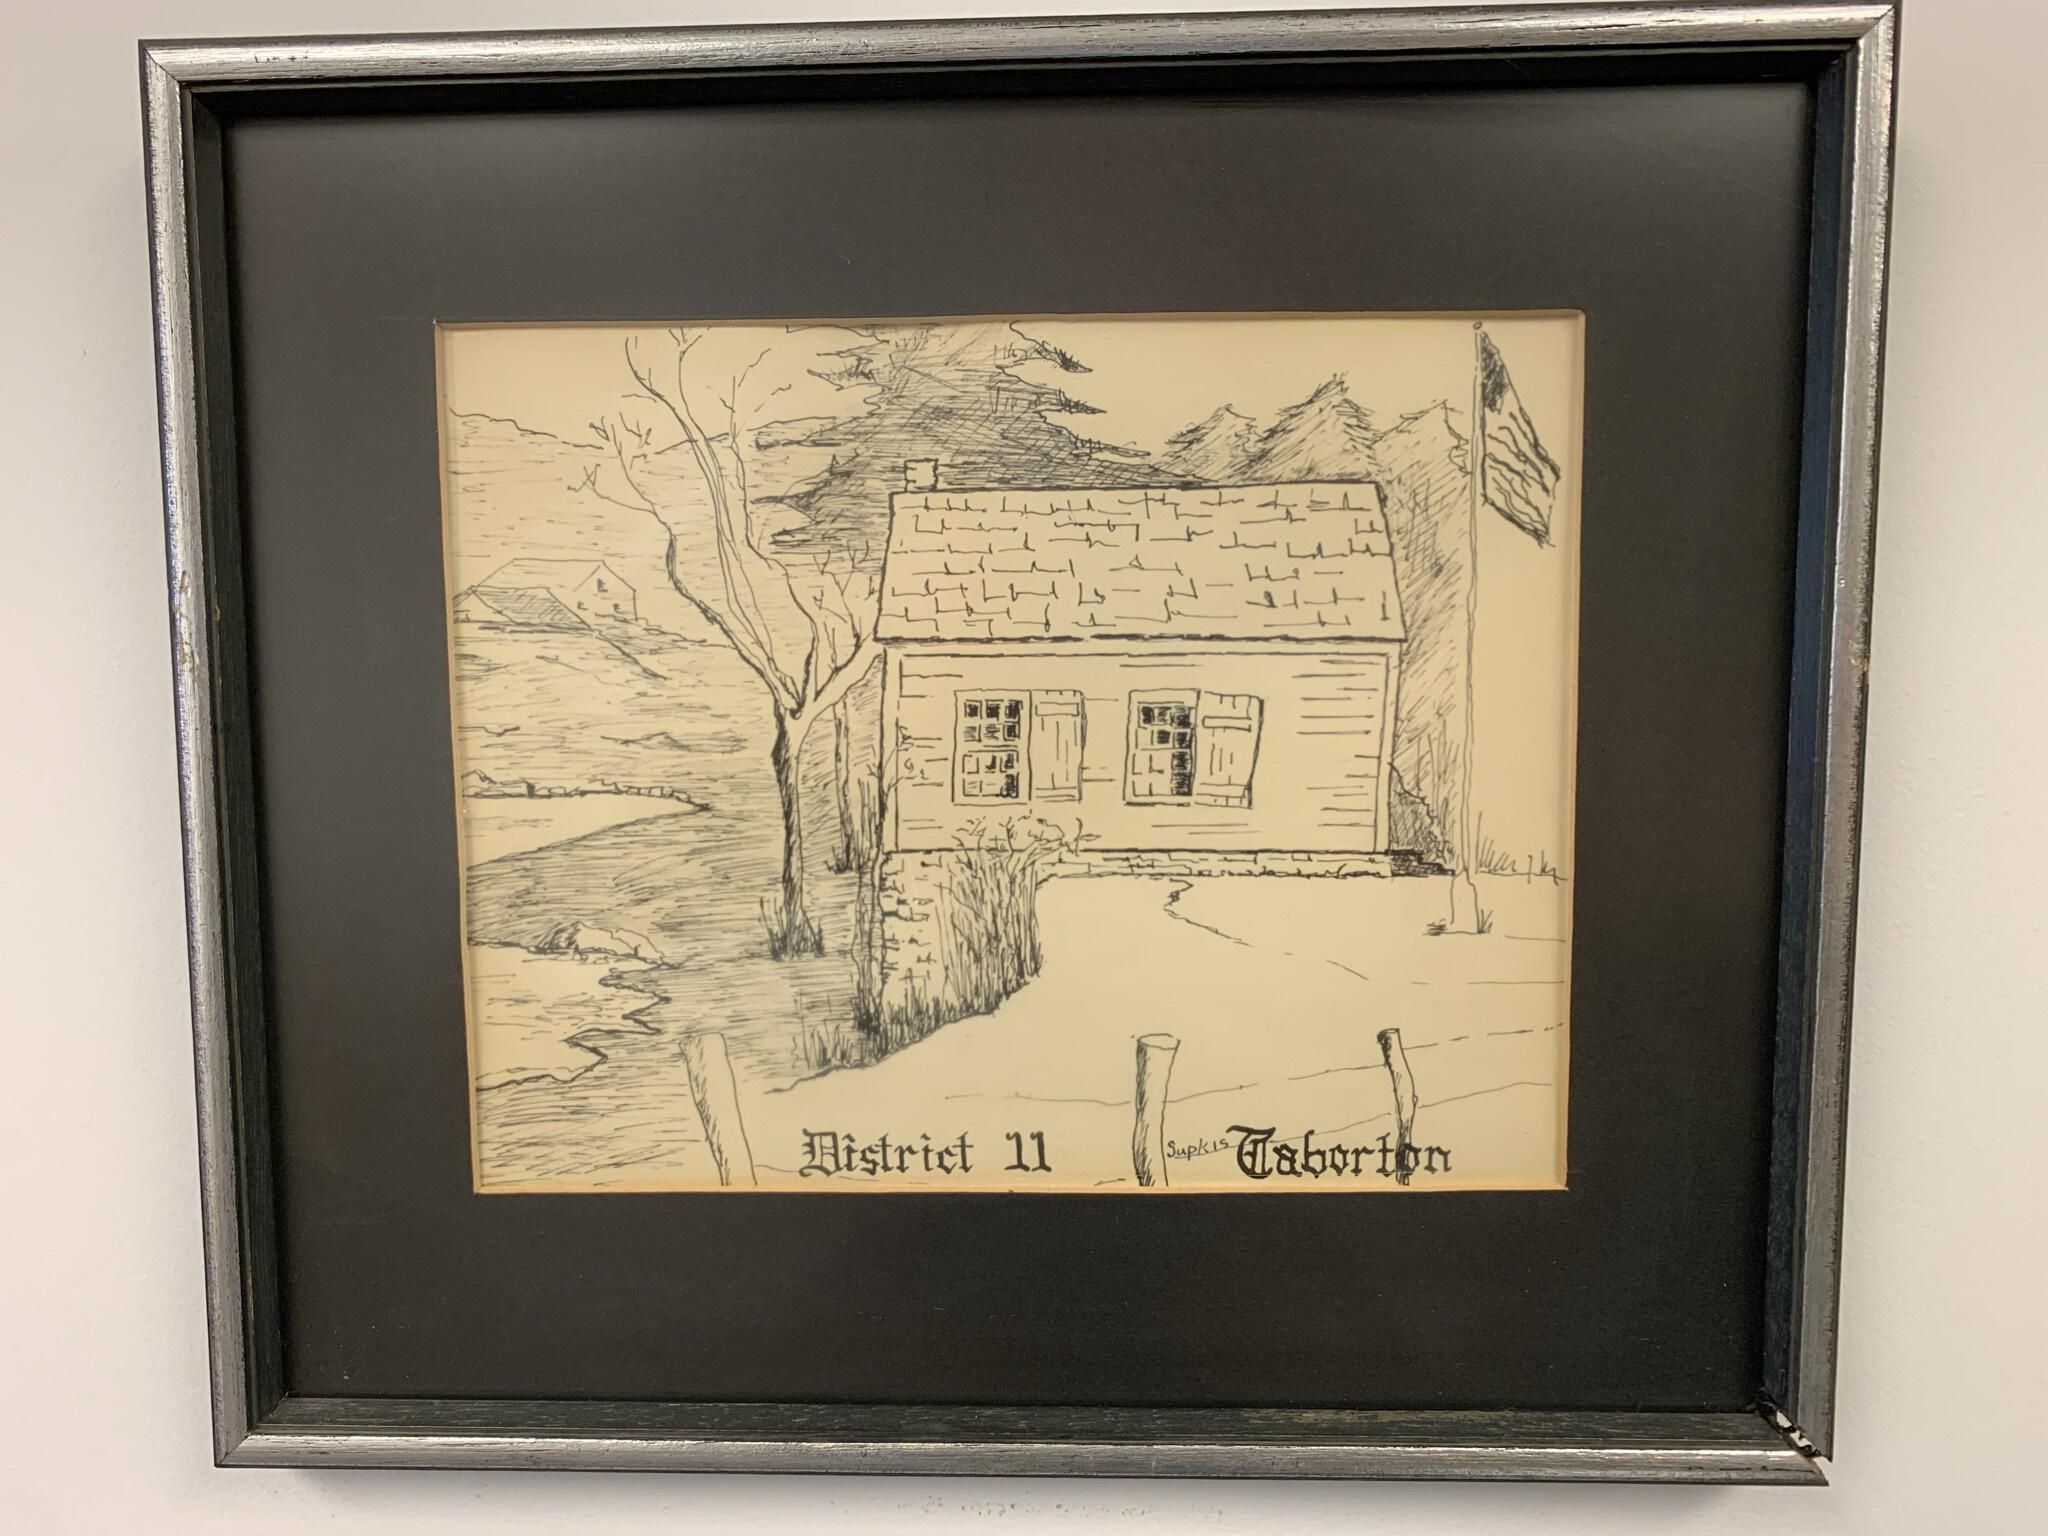 District 11
Supkis
Taborton